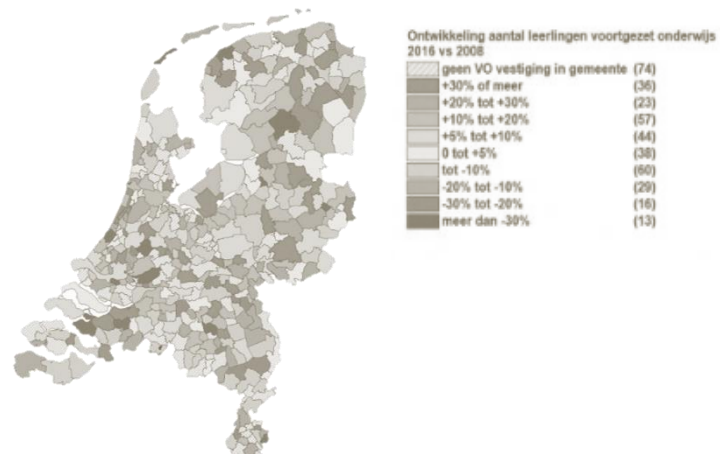 Ontwikkeling aantal leerlingen voortgezet onderwijs
2016 vs 2008
geen VO vestiging in gemeente (74)
+30% of meer (36)
+20% tot +30% (23)
+10% tot +20% (57)
+5% tot +10% (44)
0 tot +5% (38)
tot -10% (60)
-20% tot -10% (29)
-30% tot -20% (16)
meer dan -30% (13)